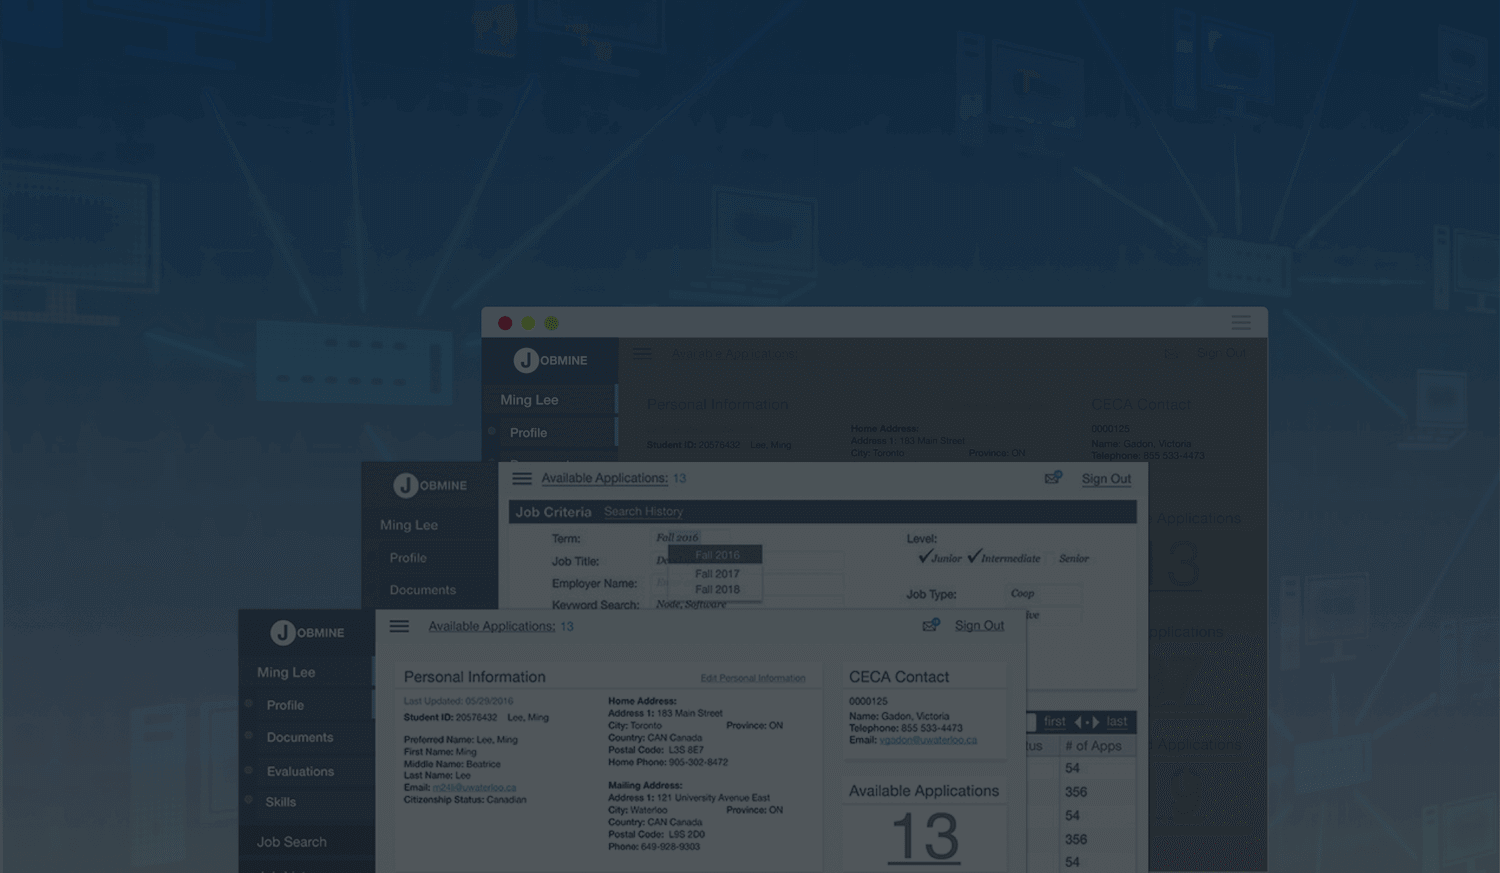 JOBMINE
Available Applications
Sign Out
Ming Lee
Personal Information
CECA Contact
Profile
Home Address:
0000125
Student ID: 20576432 Lee, Ming
Address 1: 183 Main Street
Name: Gadon, Victoria
City: Toronto
Province: ON
Telephone: 855 533-4473
JOBMINE
Available Applications: 13
Sign Out
Job Criteria
Search History
Ming Lee
Term:
Fall 2016
Level:
Fall 2016
Applications
Profile
Job Title:
Junior
Intermediate
Senior
Fall 2017
13
Employer Name:
Fall 2018
Documents
Job Type:
Coop
Keyword Search:
Node, Software
JOBMINE
Available Applications: 13
Sign Out
Applications
Ming Lee
Personal Information
Edit Personal Information
CECA Contact
Last Updated: 05/29/2016
Home Address:
0000125
Profile
Student ID: 20576432 Lee, Ming
Address 1: 183 Main Street
Name: Gadon, Victoria
City: Toronto
Province: ON
Telephone: 855 533-4473
first
last
Documents
Preferred Name: Lee, Ming
Country: CAN Canada
Email: vgadon@uwaterloo.ca
First Name: Ming
Postal Code: L3S 8E7
# of Apps
Applications
Middle Name: Beatrice
Home Phone: 905-302-8472
54
Evaluations
Last Name: Lee
Email: m24li@uwaterloo.ca
Mailing Address:
Available Applications
356
Skills
Citizenship Status: Canadian
Address 1: 121 University Avenue East
13
City: Waterloo
Province: ON
54
Country: CAN Canada
Job Search
Postal Code: L9S 2D0
356
Phone: 649-928-9303
54